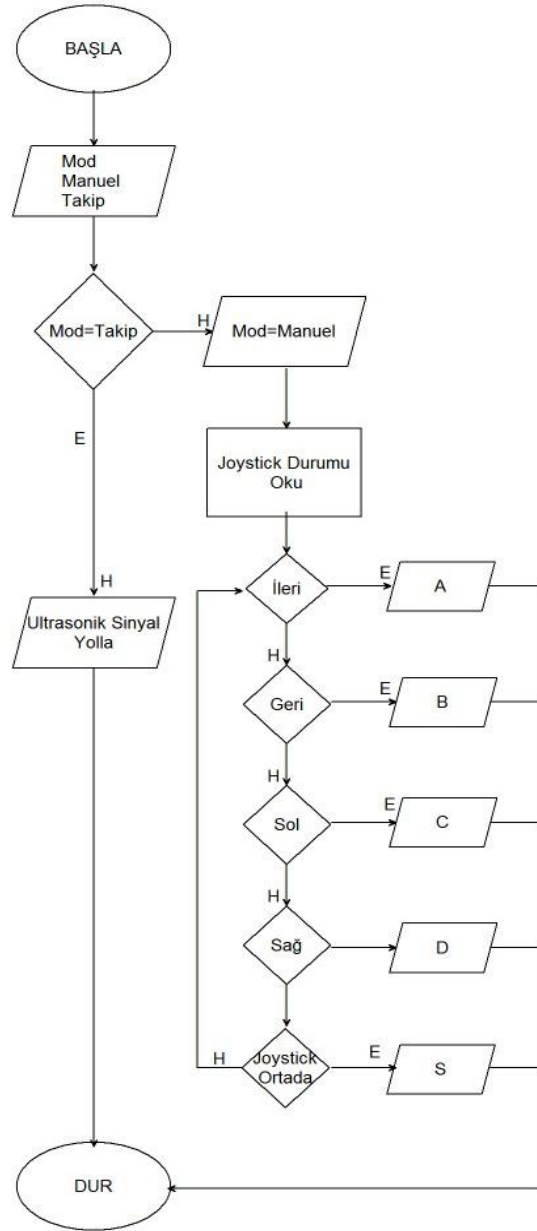 BAŞLA
Mod
Manuel
Takip
Mod=Takip
H
Mod=Manuel
E
Joystick Durumu
Oku
İleri
E
A
H
H
Ultrasonik Sinyal
Yolla
Geri
E
B
H
Sol
E
C
H
Sağ
D
Joystick
Ortada
H
E
S
DUR